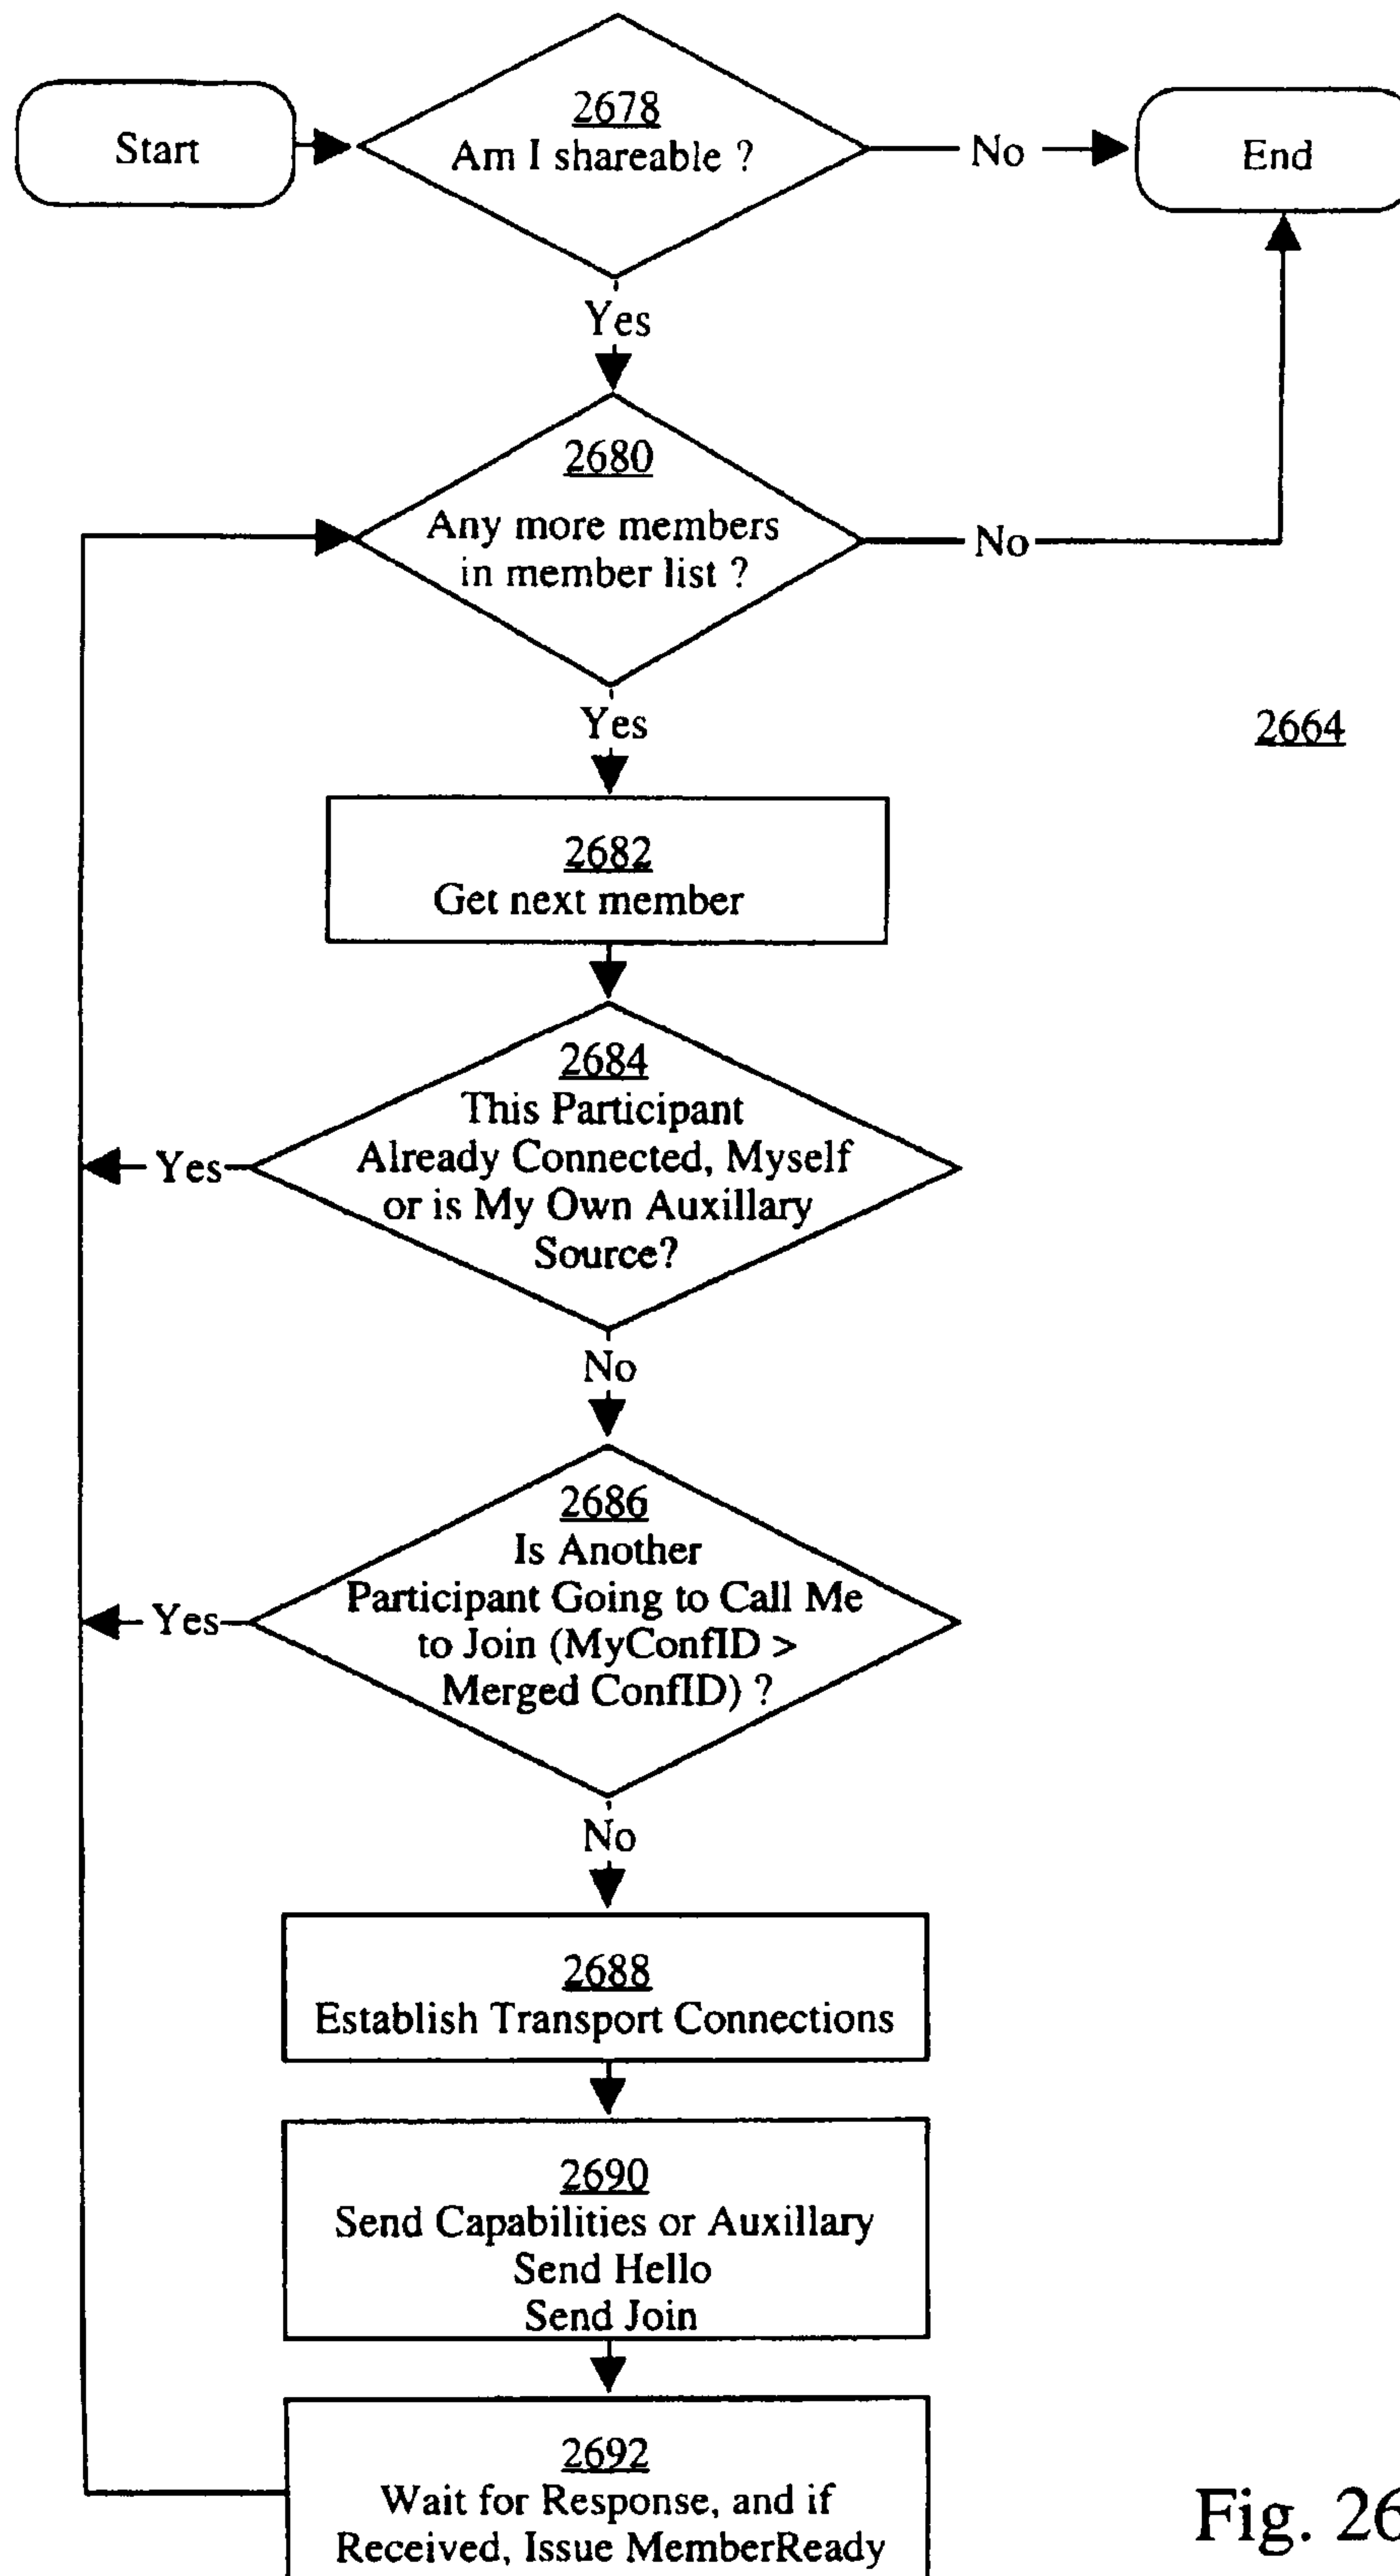 Start
2678
Am I shareable ?
No
End
Yes
2680
Any more members
in member list ?
No
Yes
2664
2682
Get next member
2684
This Participant
Already Connected, Myself
or is My Own Auxillary
Source?
Yes
No
2686
Is Another
Participant Going to Call Me
to Join (MyConfID >
Merged ConfID) ?
Yes
No
2688
Establish Transport Connections
2690
Send Capabilities or Auxillary
Send Hello
Send Join
2692
Wait for Response, and if
Received, Issue MemberReady
Fig. 26